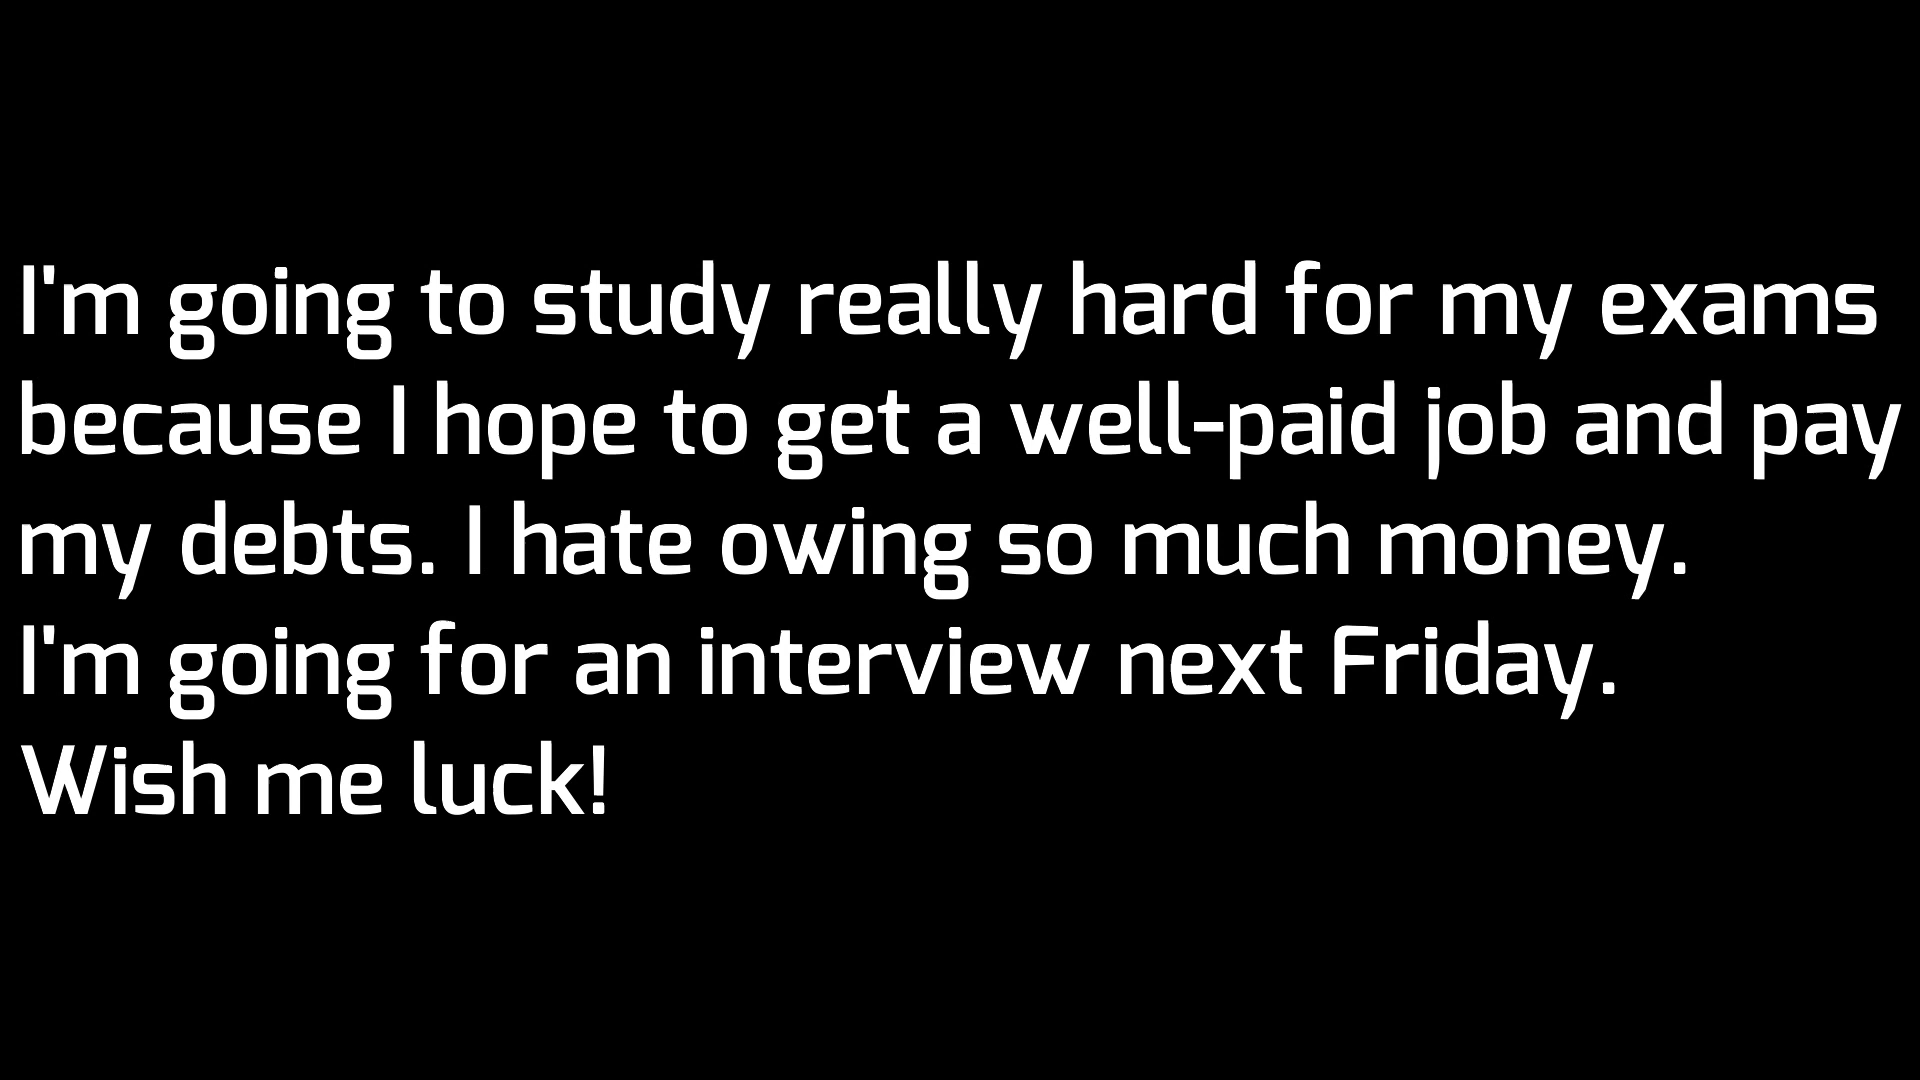 I'm going to study really hard for my exams
because I hope to get a well-paid job and pay
my debts. I hate owing so much money.
I'm going for an interview next Friday.
Wish me luck!